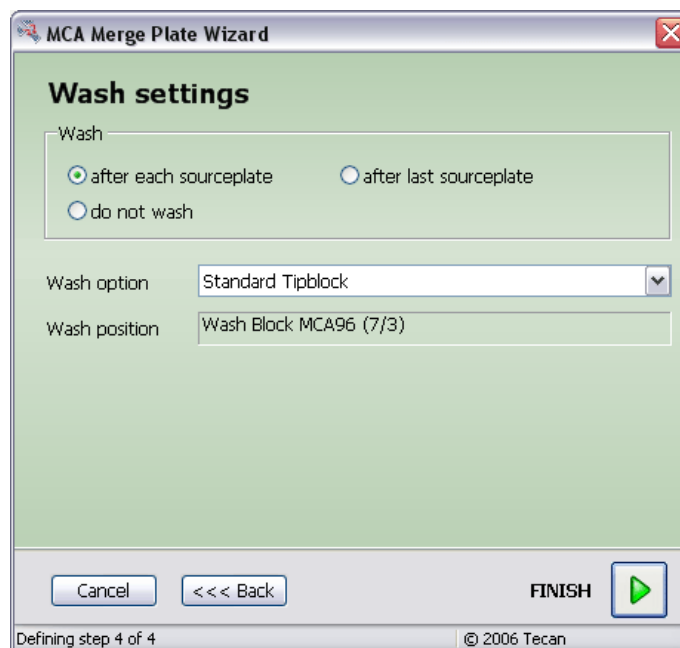 MCA Merge Plate Wizard
Wash settings
Wash
after each sourceplate after last sourceplate
do not wash
Wash option Standard Tipblock
Wash position Wash Block MCA96 (7/3)
Cancel <<< Back FINISH
Defining step 4 of 4 © 2006 Tecan